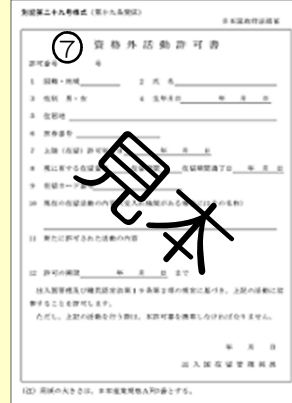 別記第二十九号様式（第十九条関係）
日本国政府法務省
⑦ 資格外活動許可書
許可番号 号
1 国籍・地域 2 氏名
3 性別 男・女 4 生年月日 年 月 日
5 住居地
6 旅券番号
7 上陸（在留）許可 年 月 日
8 現に有する在留 在留期間満了日 年 月 日
9 在留カード
10 現在の在留活動の内容
11 新たに許可された活動の内容
12 許可の期限 年 月 日 まで
出入国管理及び難民認定法第19条第2項の規定に基づき、上記の活動に従
事することを許可します。
ただし、上記の活動を行う際は、本許可書を携帯しなければなりません。
年 月 日
出入国在留管理局長
（注）用紙の大きさは、日本産業規格A列5番とする。
見本